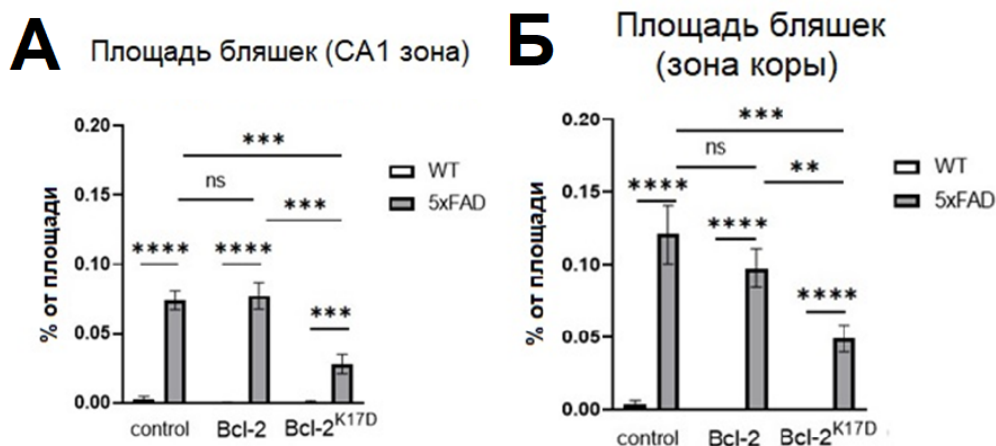 А
Площадь бляшек (СА1 зона)
% от площади
0.20
0.15
0.10
0.05
0.00
***
ns
***
****
****
***
WT
5xFAD
control
Bcl-2
Bcl-2K17D
Б
Площадь бляшек
(зона коры)
% от площади
0.20
0.15
0.10
0.05
0.00
***
ns
**
****
****
****
WT
5xFAD
control
Bcl-2
Bcl-2K17D